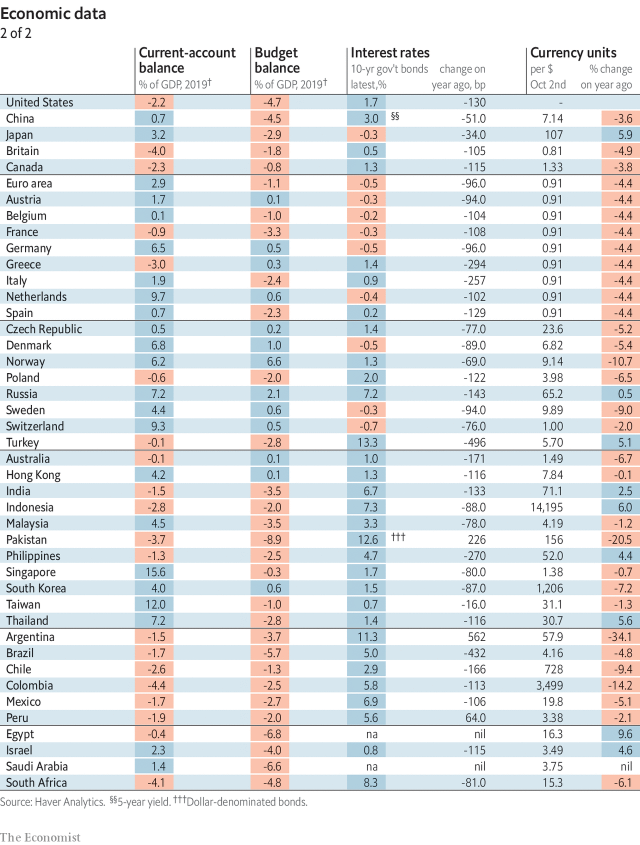 Economic data
2 of 2
Current-account Budget Interest rates Currency units
balance balance 10-yr gov't bonds change on per $ % change
% of GDP, 2019† % of GDP, 2019† latest,% year ago, bp Oct 2nd on year ago
United States -2.2 -4.7 1.7 -130 -
China 0.7 -4.5 3.0 §§ -51.0 7.14 -3.6
Japan 3.2 -2.9 -0.3 -34.0 107 5.9
Britain -4.0 -1.8 0.5 -105 0.81 -4.9
Canada -2.3 -0.8 1.3 -115 1.33 -3.8
Euro area 2.9 -1.1 -0.5 -96.0 0.91 -4.4
Austria 1.7 0.1 -0.3 -94.0 0.91 -4.4
Belgium 0.1 -1.0 -0.2 -104 0.91 -4.4
France -0.9 -3.3 -0.3 -108 0.91 -4.4
Germany 6.5 0.5 -0.5 -96.0 0.91 -4.4
Greece -3.0 0.3 1.4 -294 0.91 -4.4
Italy 1.9 -2.4 0.9 -257 0.91 -4.4
Netherlands 9.7 0.6 -0.4 -102 0.91 -4.4
Spain 0.7 -2.3 0.2 -129 0.91 -4.4
Czech Republic 0.5 0.2 1.4 -77.0 23.6 -5.2
Denmark 6.8 1.0 -0.5 -89.0 6.82 -5.4
Norway 6.2 6.6 1.3 -69.0 9.14 -10.7
Poland -0.6 -2.0 2.0 -122 3.98 -6.5
Russia 7.2 2.1 7.2 -143 65.2 0.5
Sweden 4.4 0.6 -0.3 -94.0 9.89 -9.0
Switzerland 9.3 0.5 -0.7 -76.0 1.00 -2.0
Turkey -0.1 -2.8 13.3 -496 5.70 5.1
Australia -0.1 0.1 1.0 -171 1.49 -6.7
Hong Kong 4.2 0.1 1.3 -116 7.84 -0.1
India -1.5 -3.5 6.7 -133 71.1 2.5
Indonesia -2.8 -2.0 7.3 -88.0 14,195 6.0
Malaysia 4.5 -3.5 3.3 -78.0 4.19 -1.2
Pakistan -3.7 -8.9 12.6 ††† 226 156 -20.5
Philippines -1.3 -2.5 4.7 -270 52.0 4.4
Singapore 15.6 -0.3 1.7 -80.0 1.38 -0.7
South Korea 4.0 0.6 1.5 -87.0 1,206 -7.2
Taiwan 12.0 -1.0 0.7 -16.0 31.1 -1.3
Thailand 7.2 -2.8 1.4 -116 30.7 5.6
Argentina -1.5 -3.7 11.3 562 57.9 -34.1
Brazil -1.7 -5.7 5.0 -432 4.16 -4.8
Chile -2.6 -1.3 2.9 -166 728 -9.4
Colombia -4.4 -2.5 5.8 -113 3,499 -14.2
Mexico -1.7 -2.7 6.9 -106 19.8 -5.1
Peru -1.9 -2.0 5.6 64.0 3.38 -2.1
Egypt -0.4 -6.8 na nil 16.3 9.6
Israel 2.3 -4.0 0.8 -115 3.49 4.6
Saudi Arabia 1.4 -6.6 na nil 3.75 nil
South Africa -4.1 -4.8 8.3 -81.0 15.3 -6.1
Source: Haver Analytics. §§5-year yield. †††Dollar-denominated bonds.
The Economist